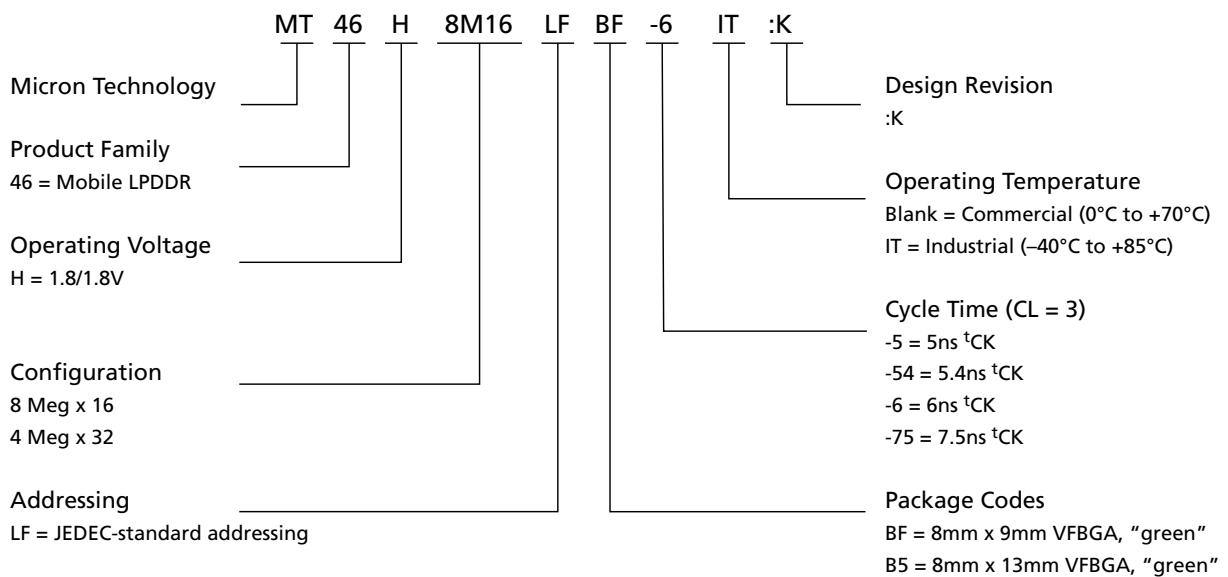 MT 46 H 8M16 LF BF -6 IT :K
Micron Technology
Product Family
46 = Mobile LPDDR
Operating Voltage
H = 1.8/1.8V
Configuration
8 Meg x 16
4 Meg x 32
Addressing
LF = JEDEC-standard addressing
Design Revision
:K
Operating Temperature
Blank = Commercial (0°C to +70°C)
IT = Industrial (–40°C to +85°C)
Cycle Time (CL = 3)
-5 = 5ns tCK
-54 = 5.4ns tCK
-6 = 6ns tCK
-75 = 7.5ns tCK
Package Codes
BF = 8mm x 9mm VFBGA, “green”
B5 = 8mm x 13mm VFBGA, “green”